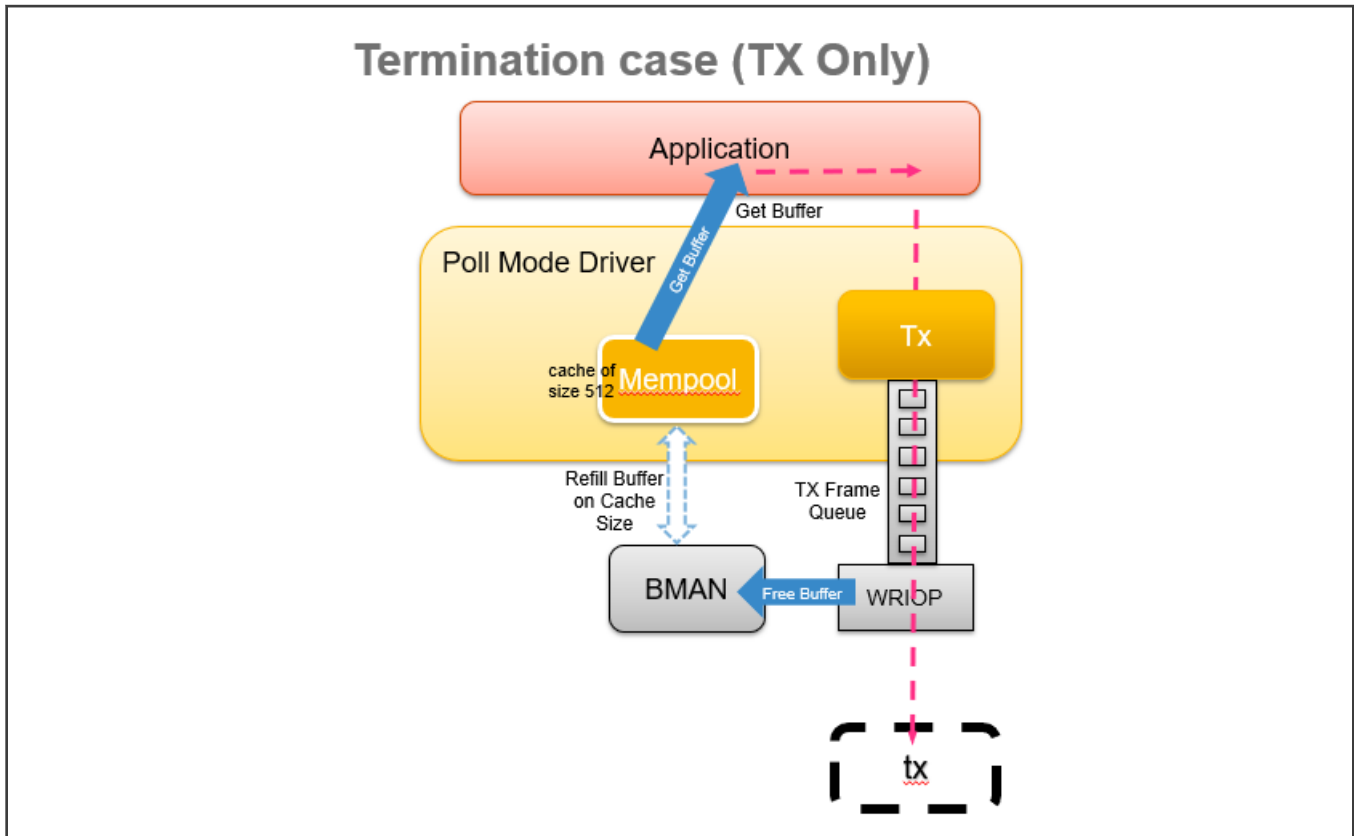 Termination case (TX Only)
Application
Get Buffer
Get Buffer
Poll Mode Driver
Tx
cache of
size 512
Mempool
Refill Buffer
on Cache
Size
TX Frame
Queue
BMAN
Free Buffer
WRIOP
tx